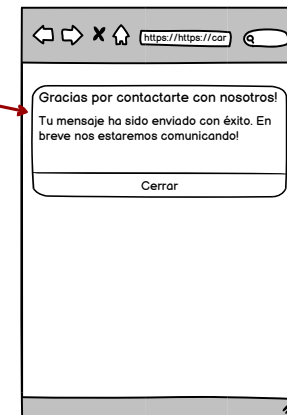 https://https://car
Gracias por contactarte con nosotros!
Tu mensaje ha sido enviado con éxito. En
breve nos estaremos comunicando!
Cerrar